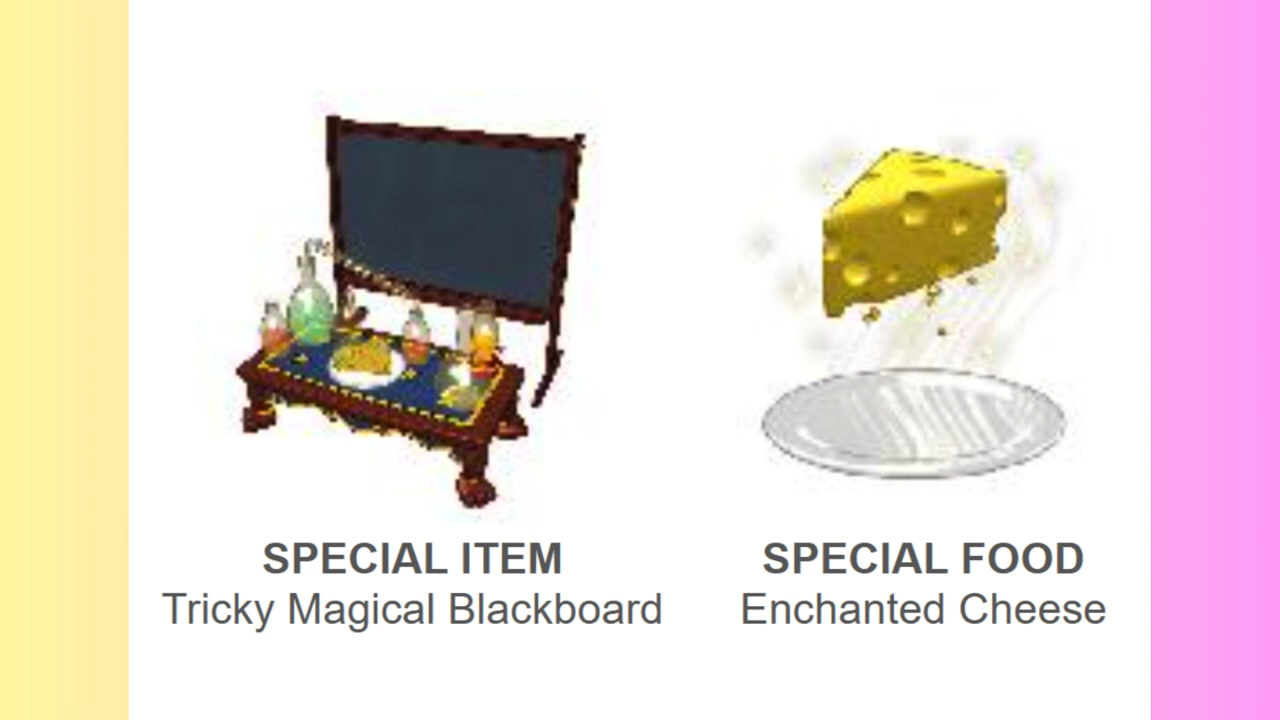 SPECIAL ITEM
Tricky Magical Blackboard
SPECIAL FOOD
Enchanted Cheese